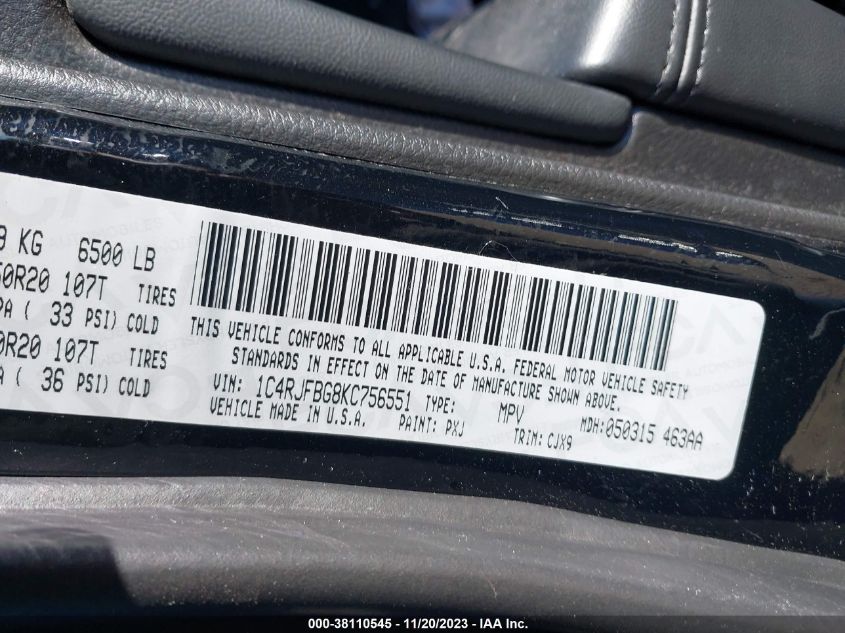 KG 6500 LB
50R20 107T TIRES
PA ( 33 PSI) COLD
0R20 107T TIRES
A ( 36 PSI) COLD
THIS VEHICLE CONFORMS TO ALL APPLICABLE U.S.A. FEDERAL MOTOR VEHICLE SAFETY
STANDARDS IN EFFECT ON THE DATE OF MANUFACTURE SHOWN ABOVE.
VIN: 1C4RJFBG8KC756551 TYPE: MPV MDH:050315 463AA
VEHICLE MADE IN U.S.A. PAINT: PXJ TRIM: CJX9
000-38110545 - 11/20/2023 - IAA Inc.